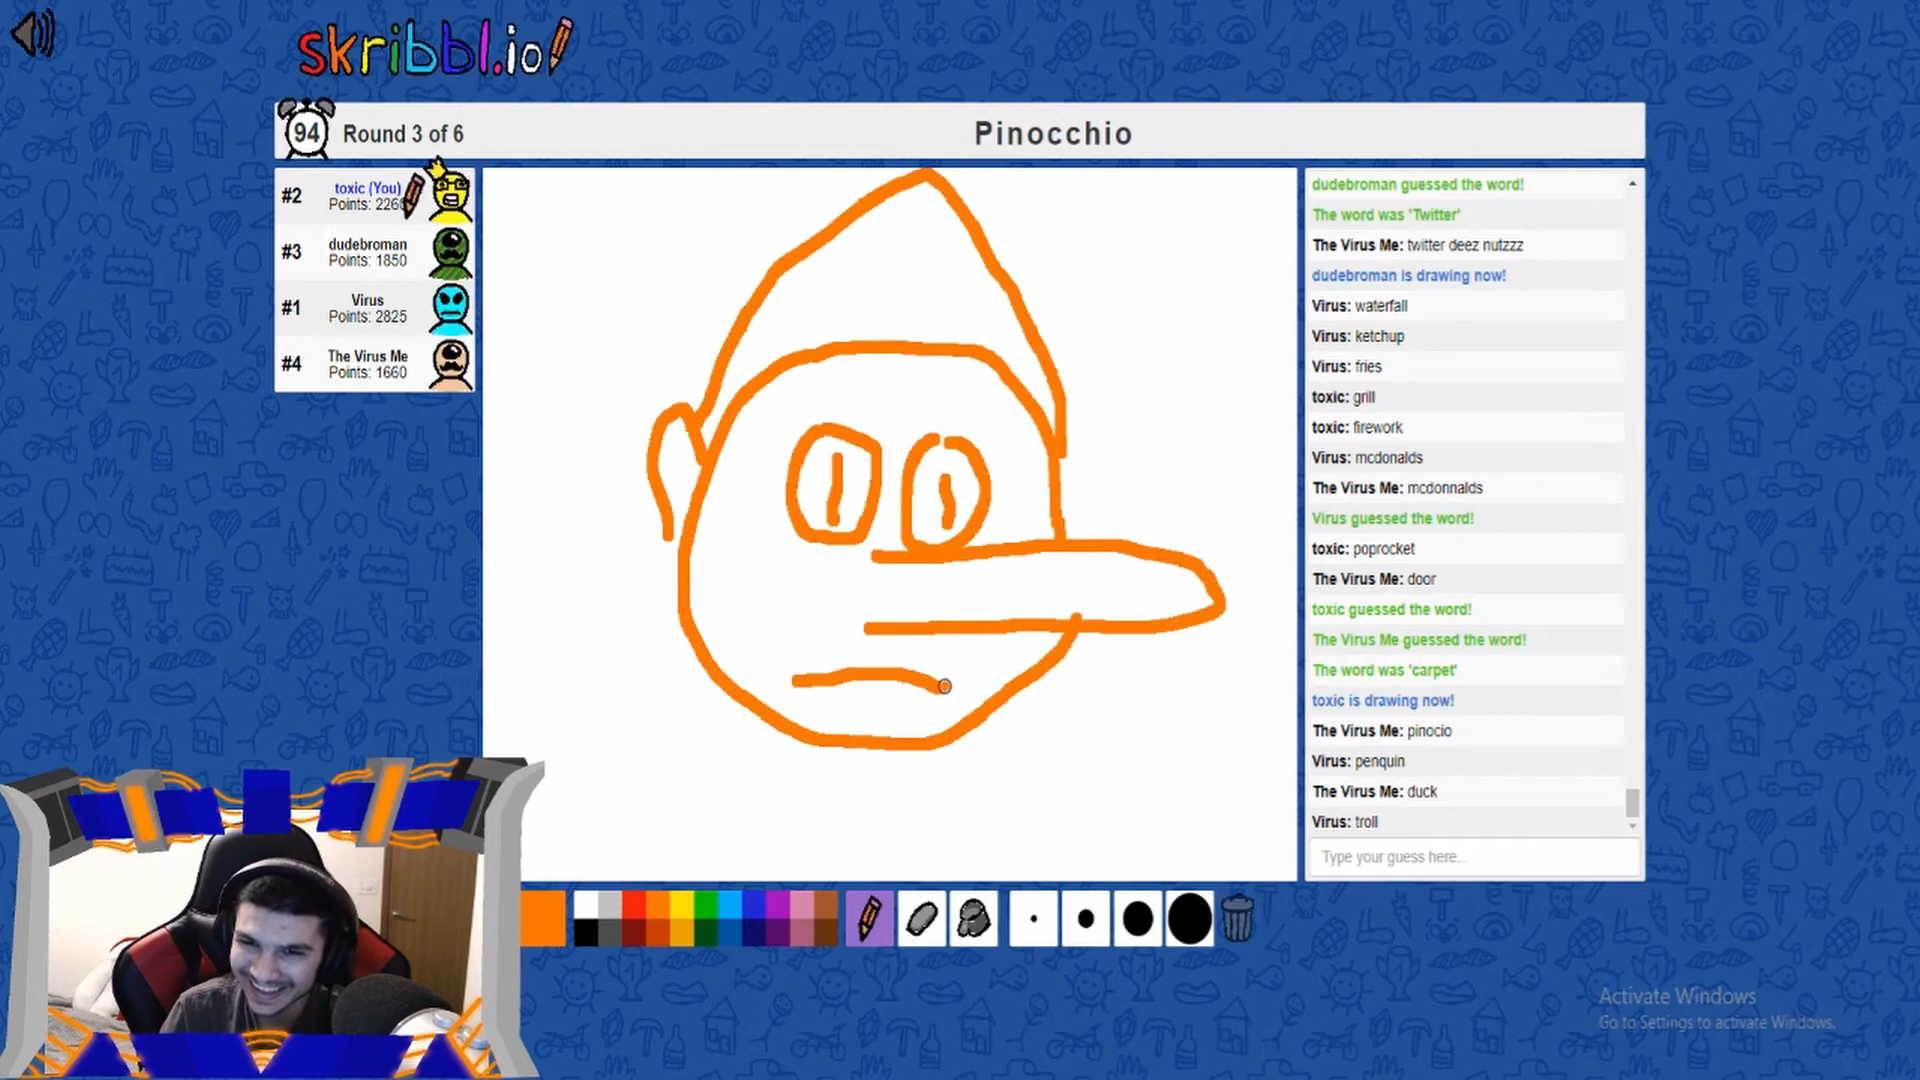 skribbl.io
94
Round 3 of 6
Pinocchio
#2
toxic (You)
Points: 2260
#3
dudebroman
Points: 1850
#1
Virus
Points: 2825
#4
The Virus Me
Points: 1660
dudebroman guessed the word!
The word was 'Twitter'
The Virus Me: twitter deez nutzzz
dudebroman is drawing now!
Virus: waterfall
Virus: ketchup
Virus: fries
toxic: grill
toxic: firework
Virus: mcdonalds
The Virus Me: mcdonnalds
Virus guessed the word!
toxic: poprocket
The Virus Me: door
toxic guessed the word!
The Virus Me guessed the word!
The word was 'carpet'
toxic is drawing now!
The Virus Me: pinocio
Virus: penquin
The Virus Me: duck
Virus: troll
Type your guess here...
Activate Windows
Go to Settings to activate Windows.